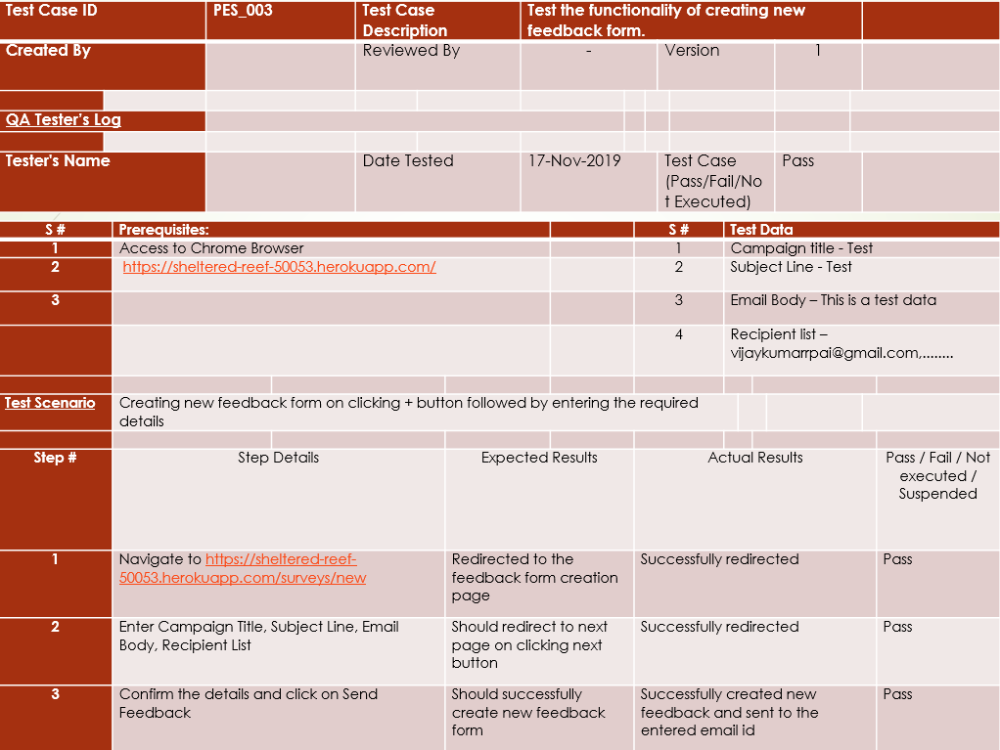 Test Case ID PES_003 Test Case Description Test the functionality of creating new feedback form.
Created By Reviewed By - Version 1
QA Tester's Log
Tester's Name Date Tested 17-Nov-2019 Test Case (Pass/Fail/No t Executed) Pass
S # Prerequisites: S # Test Data
1 Access to Chrome Browser 1 Campaign title - Test
2 https://sheltered-reef-50053.herokuapp.com/ 2 Subject Line - Test
3 3 Email Body – This is a test data
4 Recipient list –
vijaykumarrpai@gmail.com,........
Test Scenario Creating new feedback form on clicking + button followed by entering the required
details
Step # Step Details Expected Results Actual Results Pass / Fail / Not
executed /
Suspended
1 Navigate to https://sheltered-reef- Redirected to the Successfully redirected Pass
50053.herokuapp.com/surveys/new feedback form creation
page
2 Enter Campaign Title, Subject Line, Email Should redirect to next Successfully redirected Pass
Body, Recipient List page on clicking next
button
3 Confirm the details and click on Send Should successfully Successfully created new Pass
Feedback create new feedback feedback and sent to the
form entered email id